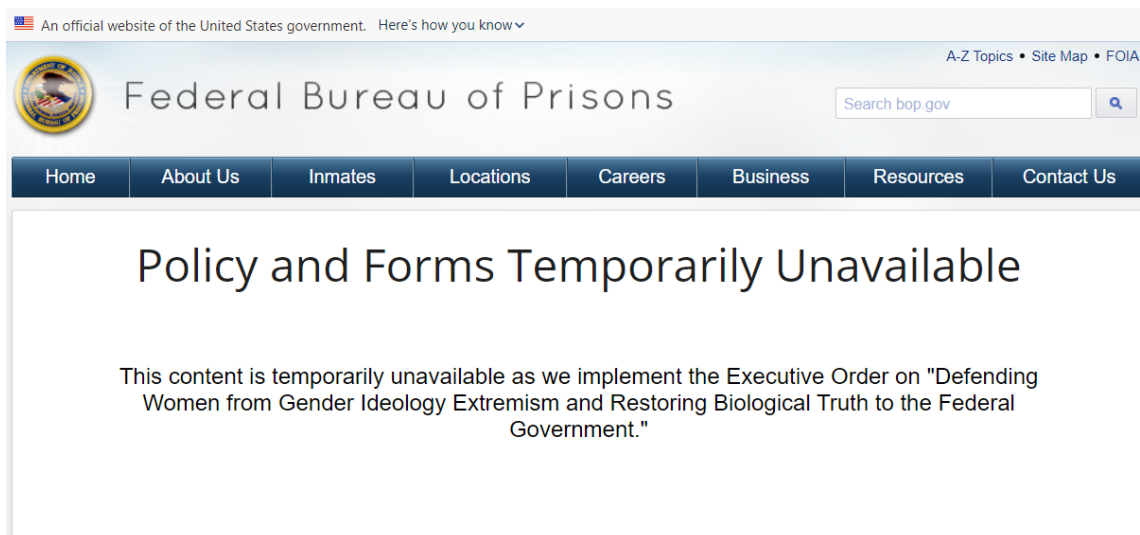 An official website of the United States government. Here's how you know
A-Z Topics • Site Map • FOIA
Federal Bureau of Prisons
Search bop.gov
Home About Us Inmates Locations Careers Business Resources Contact Us
Policy and Forms Temporarily Unavailable
This content is temporarily unavailable as we implement the Executive Order on "Defending
Women from Gender Ideology Extremism and Restoring Biological Truth to the Federal
Government."